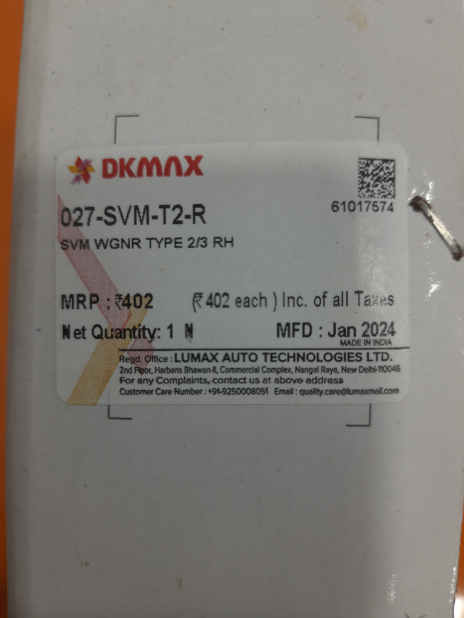 DKMAX
027-SVM-T2-R
61017574
SVM WGNR TYPE 2/3 RH
MRP : ₹402 (₹ 402 each ) Inc. of all Taxes
Net Quantity: 1 N MFD : Jan 2024
MADE IN INDIA
Regd. Office : LUMAX AUTO TECHNOLOGIES LTD.
2nd Floor, Harbans Bhawan-II, Commercial Complex, Nangal Raya, New Delhi-110046
For any Complaints, contact us at above address
Customer Care Number : +91-9250008051 Email : quality.care@lumaxmail.com